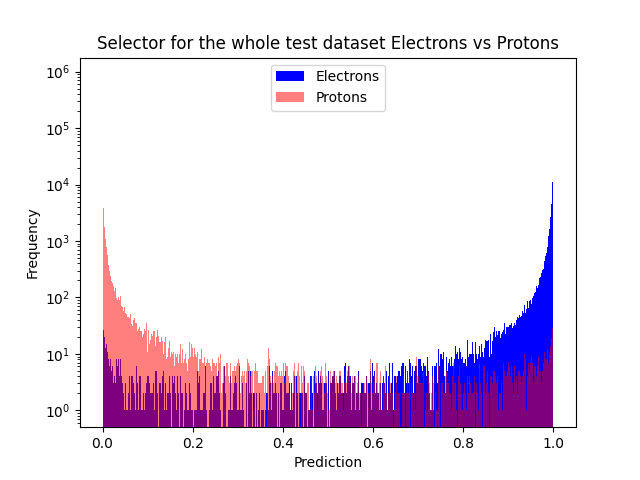 Selector for the whole test dataset Electrons vs Protons
Electrons
Protons
Frequency
10⁶
10⁵
10⁴
10³
10²
10¹
10⁰
0.0 0.2 0.4 0.6 0.8 1.0
Prediction